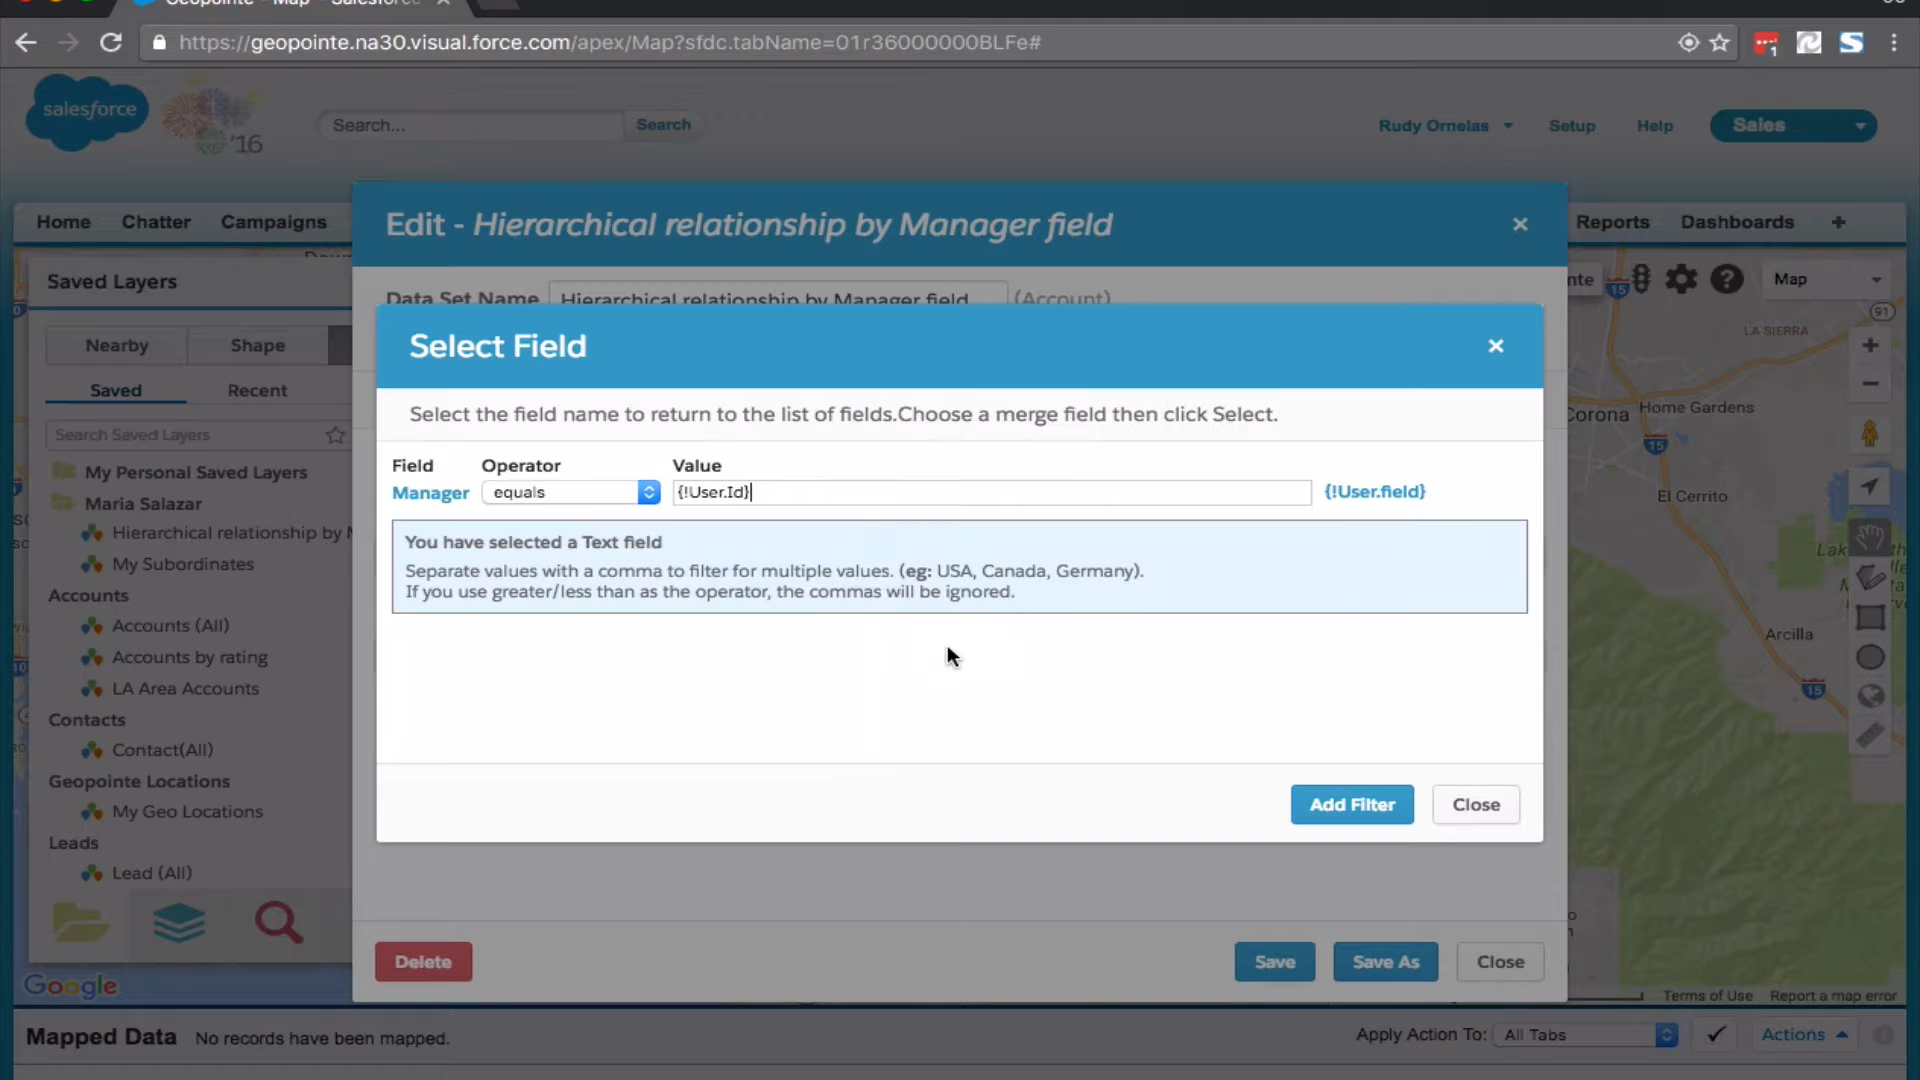 Geopointe - Map - Salesforce
https://geopointe.na30.visual.force.com/apex/Map?sfdc.tabName=01r36000000BLFe#
salesforce
'16
Search...
Search
Rudy Ornelas
Setup
Help
Sales
Home
Chatter
Campaigns
Reports
Dashboards
+
Edit - Hierarchical relationship by Manager field
Data Set Name
Hierarchical relationship by Manager field
(Account)
Select Field
Select the field name to return to the list of fields.Choose a merge field then click Select.
Field
Operator
Value
Manager
equals
{!User.Id}
{!User.field}
You have selected a Text field
Separate values with a comma to filter for multiple values. (eg: USA, Canada, Germany).
If you use greater/less than as the operator, the commas will be ignored.
Add Filter
Close
Delete
Save
Save As
Close
Saved Layers
Nearby
Shape
Saved
Recent
Search Saved Layers
My Personal Saved Layers
Maria Salazar
Hierarchical relationship by M
My Subordinates
Accounts
Accounts (All)
Accounts by rating
LA Area Accounts
Contacts
Contact(All)
Geopointe Locations
My Geo Locations
Leads
Lead (All)
Google
Map
15
91
LA SIERRA
Corona
Home Gardens
15
El Cerrito
Arcilla
15
Terms of Use
Report a map error
Mapped Data
No records have been mapped.
Apply Action To:
All Tabs
Actions